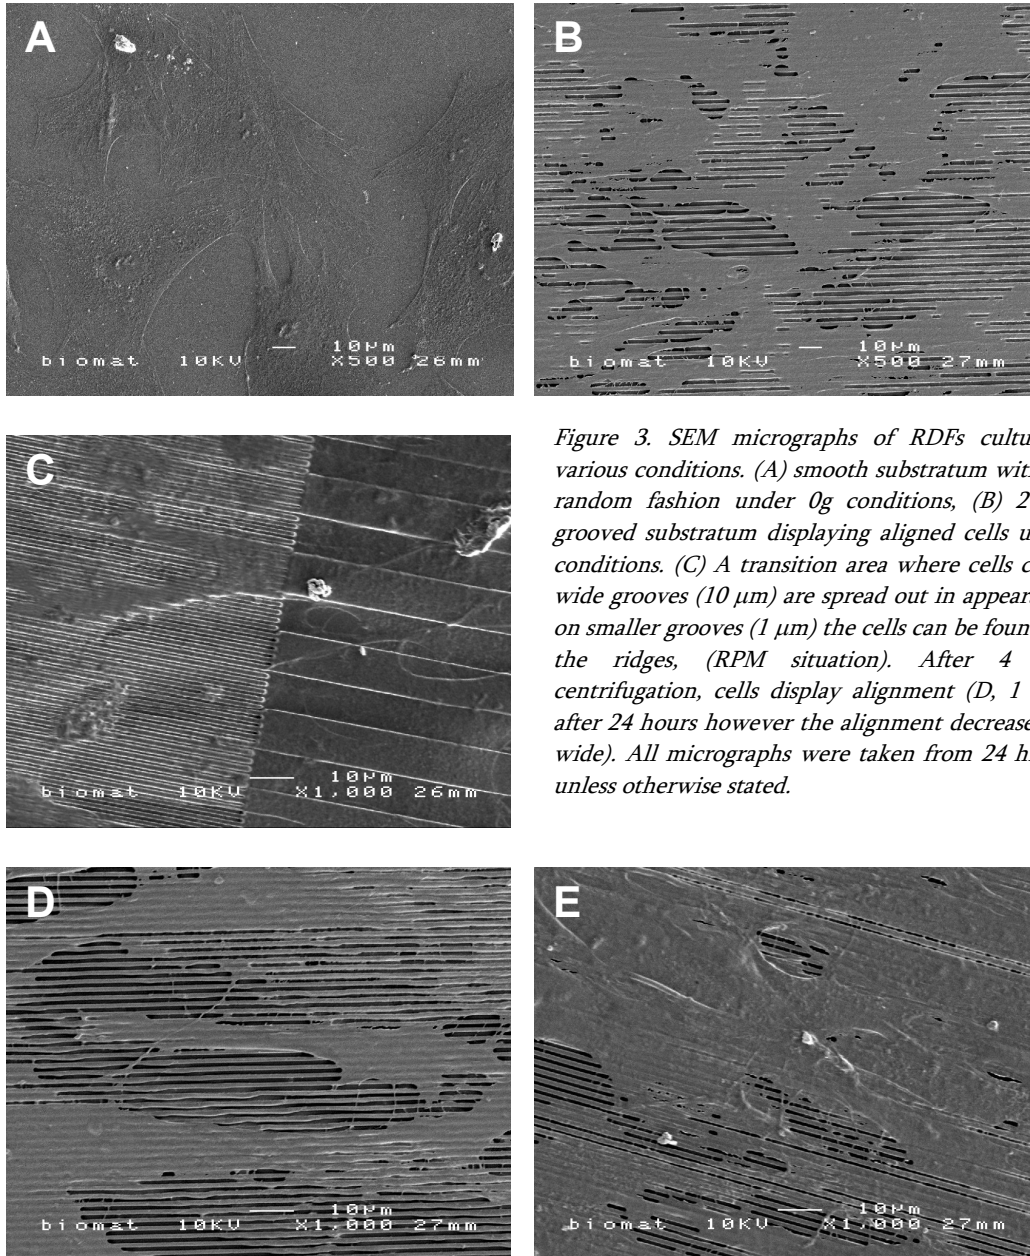 A
biomat 10KV 10µm X500 26mm
B
biomat 10KV 10µm X500 27mm
C
biomat 10KV 10µm X1,000 26mm
Figure 3. SEM micrographs of RDFs cultu
various conditions. (A) smooth substratum with
random fashion under 0g conditions, (B) 2
grooved substratum displaying aligned cells u
conditions. (C) A transition area where cells c
wide grooves (10 µm) are spread out in appear
on smaller grooves (1 µm) the cells can be foun
the ridges, (RPM situation). After 4
centrifugation, cells display alignment (D, 1
after 24 hours however the alignment decrease
wide). All micrographs were taken from 24 h
unless otherwise stated.
D
biomat 10KV 10µm X1,000 27mm
E
biomat 10KV 10µm X1,000 27mm